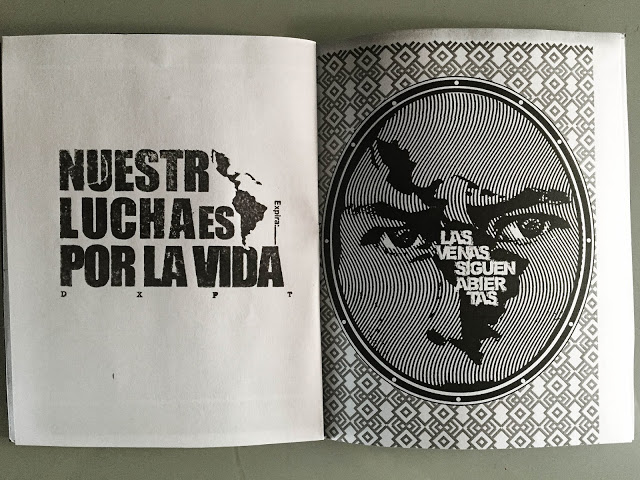 NUESTR
LUCHA ES
POR LA VIDA
Expira:
D X P T
LAS
VENAS
SIGUEN
ABIER
TAS